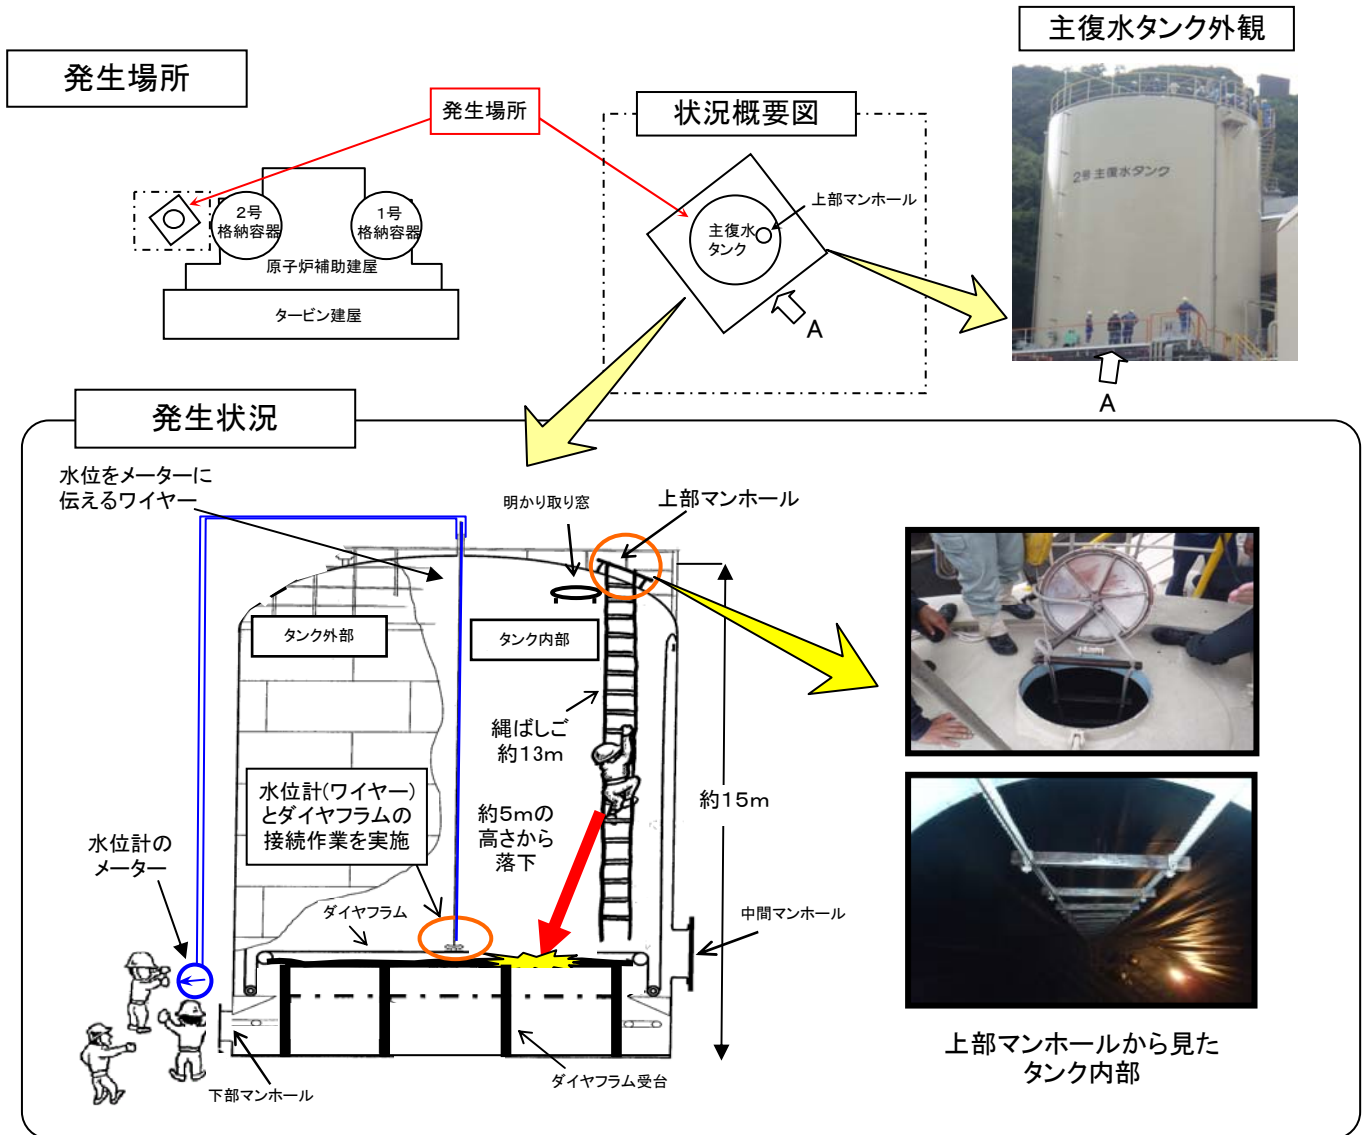 主復水タンク外観
発生場所
発生場所
状況概要図
2号主復水タンク
上部マンホール
2号
格納容器
1号
格納容器
主復水
タンク
原子炉補助建屋
タービン建屋
A
A
発生状況
水位をメーターに
伝えるワイヤー
明かり取り窓
上部マンホール
タンク外部
タンク内部
縄ばしご
約13m
水位計(ワイヤー)
とダイヤフラムの
接続作業を実施
約5mの
高さから
落下
約15m
水位計の
メーター
ダイヤフラム
中間マンホール
ダイヤフラム受台
下部マンホール
上部マンホールから見た
タンク内部